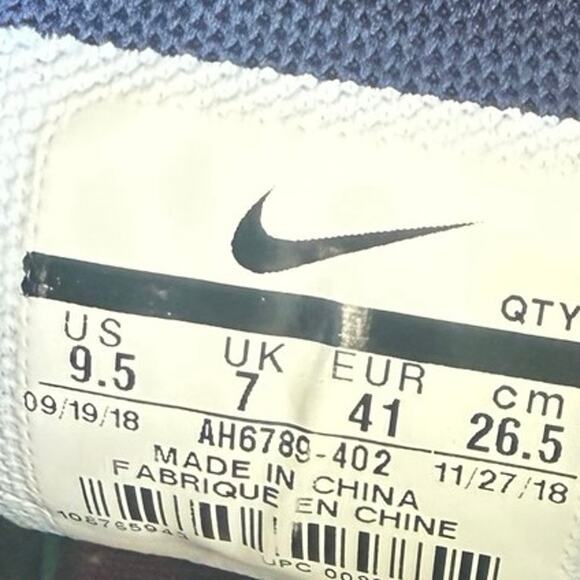 QTY
US UK EUR cm
9.5 7 41 26.5
09/19/18 AH6789-402 11/27/18
MADE IN CHINA
FABRIQUE EN CHINE
UPC